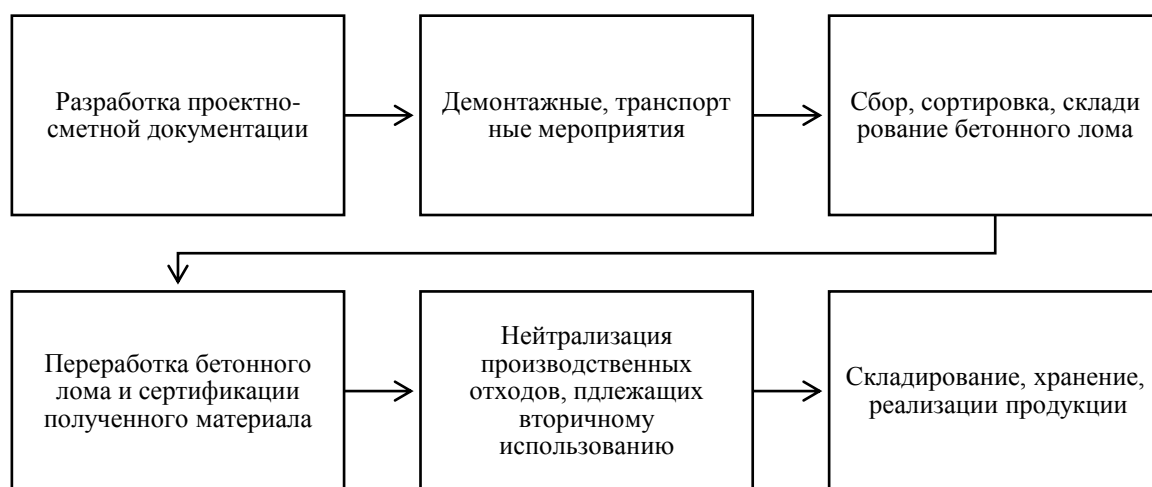 Разработка проектно-
сметной документации
Демонтажные, транспорт
ные мероприятия
Сбор, сортировка, склади
рование бетонного лома
Переработка бетонного
лома и сертификации
полученного материала
Нейтрализация
производственных
отходов, пдлежащих
вторичному
использованию
Складирование, хранение,
реализации продукции